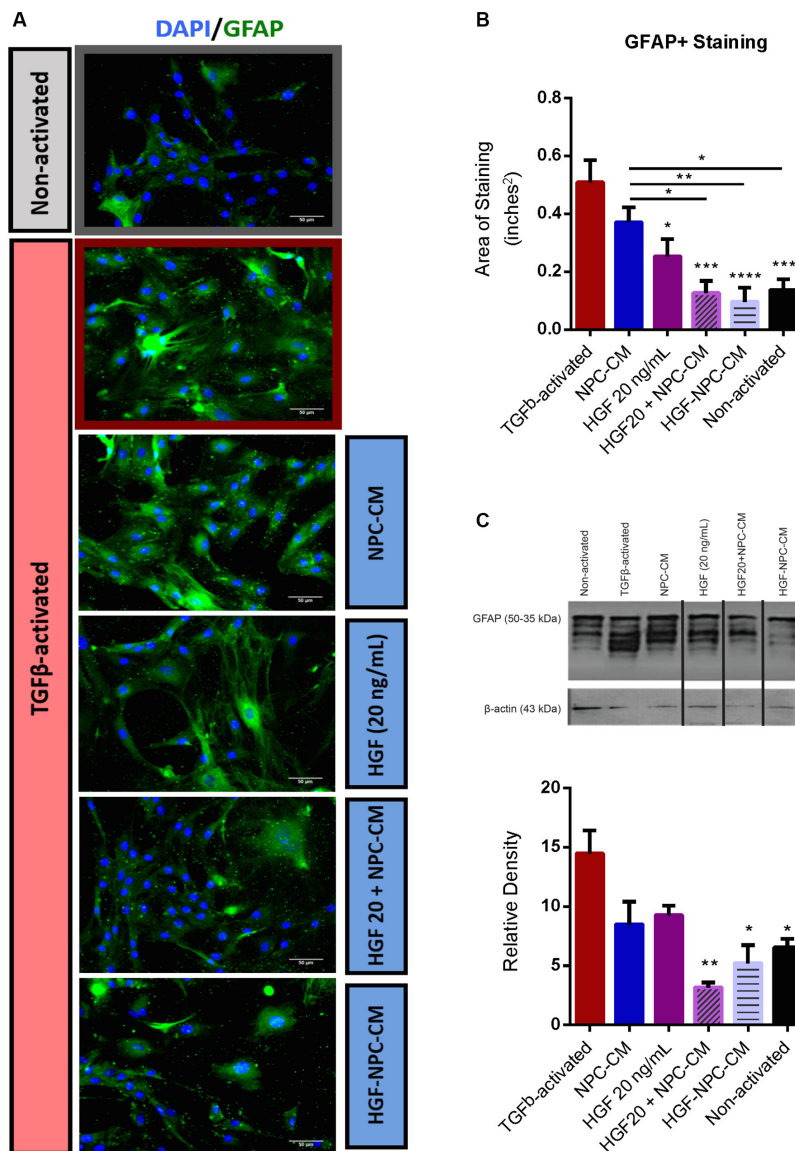 A
DAPI/GFAP
Non-activated
50 µm
TGFβ-activated
50 µm
NPC-CM
50 µm
HGF (20 ng/mL)
50 µm
HGF 20 + NPC-CM
50 µm
HGF-NPC-CM
50 µm
B
GFAP+ Staining
Area of Staining
(inches²)
0.8
0.6
0.4
0.2
0.0
*
**
*
*
***
****
***
TGFb-activated
NPC-CM
HGF 20 ng/mL
HGF20 + NPC-CM
HGF-NPC-CM
Non-activated
C
Non-activated
TGFβ-activated
NPC-CM
HGF (20 ng/mL)
HGF20+NPC-CM
HGF-NPC-CM
GFAP (50-35 kDa)
β-actin (43 kDa)
Relative Density
20
15
10
5
0
**
*
*
TGFb-activated
NPC-CM
HGF 20 ng/mL
HGF20 + NPC-CM
HGF-NPC-CM
Non-activated